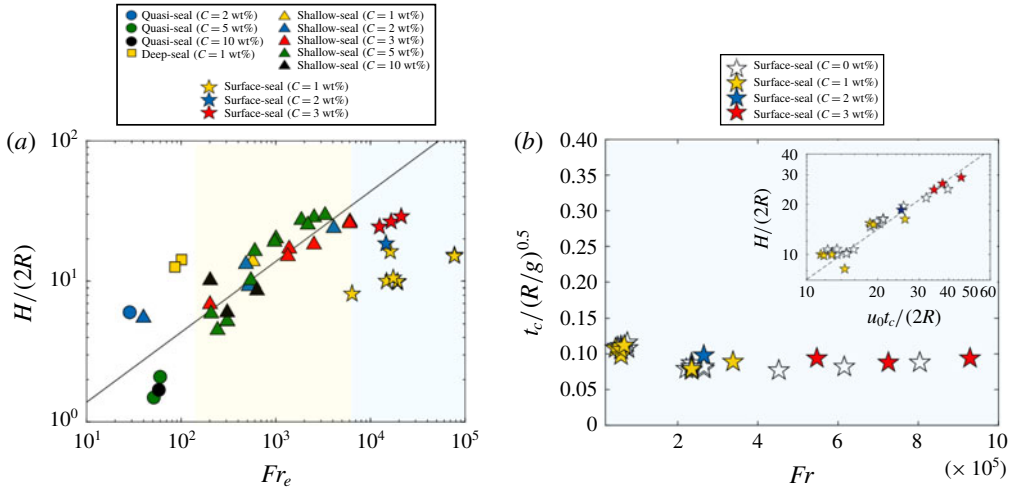 Quasi-seal (C = 2 wt%)
Quasi-seal (C = 5 wt%)
Quasi-seal (C = 10 wt%)
Deep-seal (C = 1 wt%)
Shallow-seal (C = 1 wt%)
Shallow-seal (C = 2 wt%)
Shallow-seal (C = 3 wt%)
Shallow-seal (C = 5 wt%)
Shallow-seal (C = 10 wt%)
Surface-seal (C = 1 wt%)
Surface-seal (C = 2 wt%)
Surface-seal (C = 3 wt%)
(a)
10²
10¹
10⁰
H/(2R)
10¹
10²
10³
10⁴
10⁵
Frₑ
Surface-seal (C = 0 wt%)
Surface-seal (C = 1 wt%)
Surface-seal (C = 2 wt%)
Surface-seal (C = 3 wt%)
(b)
0.40
0.35
0.30
0.25
0.20
0.15
0.10
0.05
0
t_c/(R/g)^0.5
2
4
6
8
10
(× 10⁵)
Fr
40
30
20
10
H/(2R)
10
20
30
40
50
60
u₀t_c/(2R)